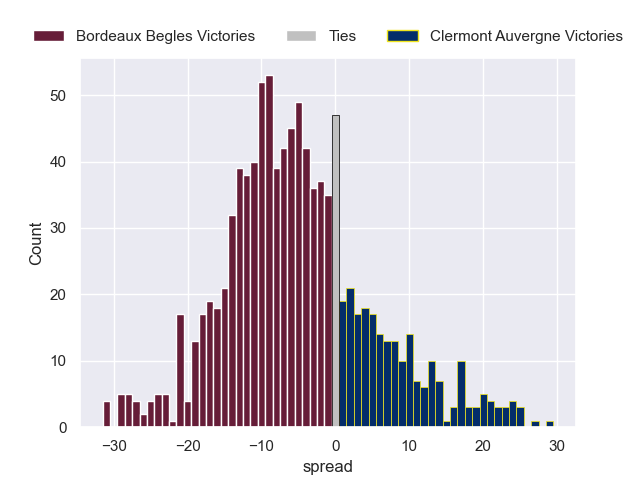 Bordeaux Begles Victories
Ties
Clermont Auvergne Victories
50
40
30
20
10
0
Count
−30
−20
−10
0
10
20
30
spread